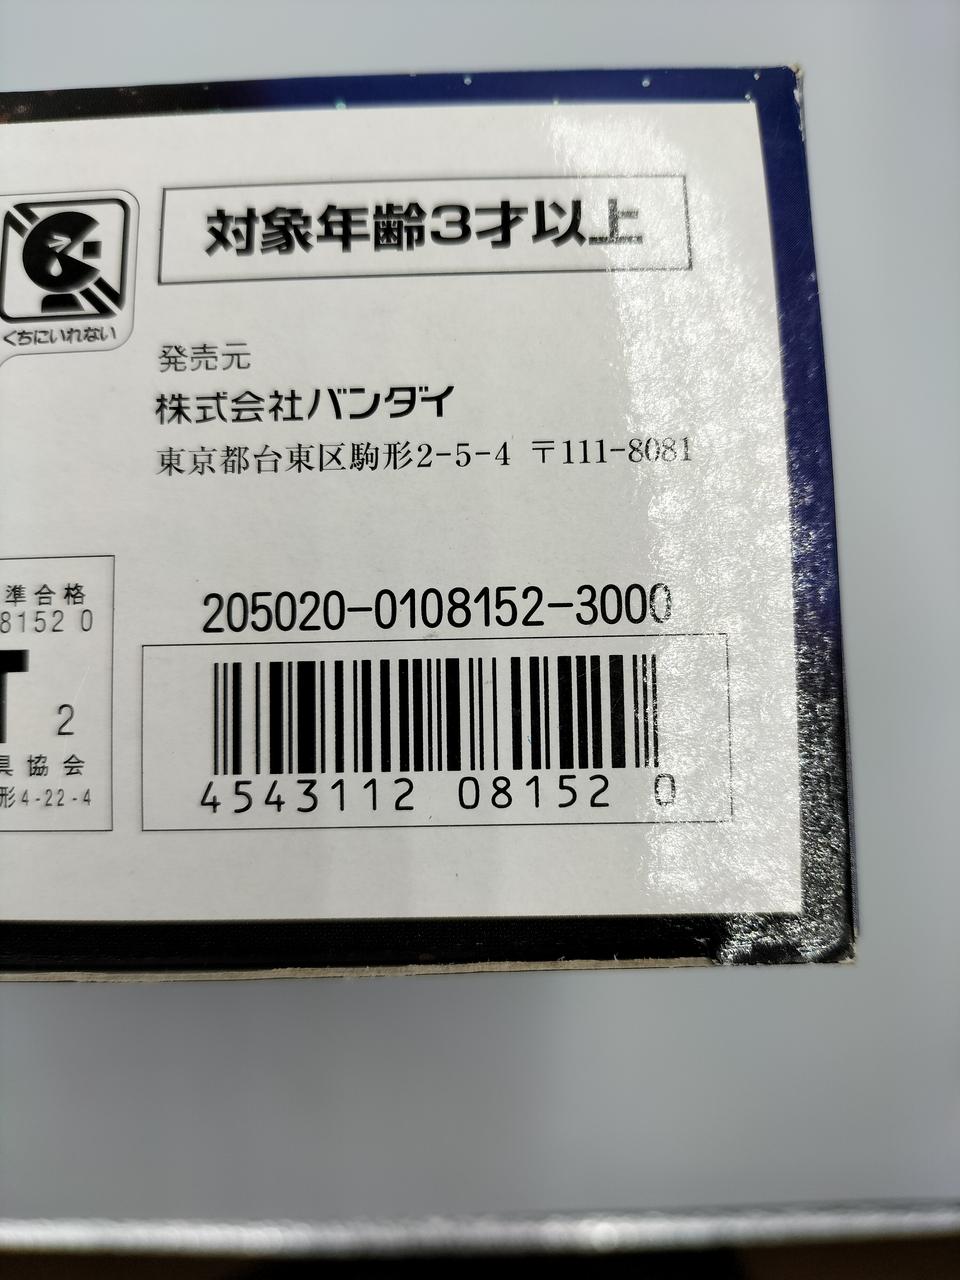 対象年齢3才以上
くちにいれない
発売元
株式会社バンダイ
東京都台東区駒形2-5-4 〒111-8081
準合格
8152 0
T 2
具協会
形4-22-4
205020-0108152-3000
4543112 08152 0